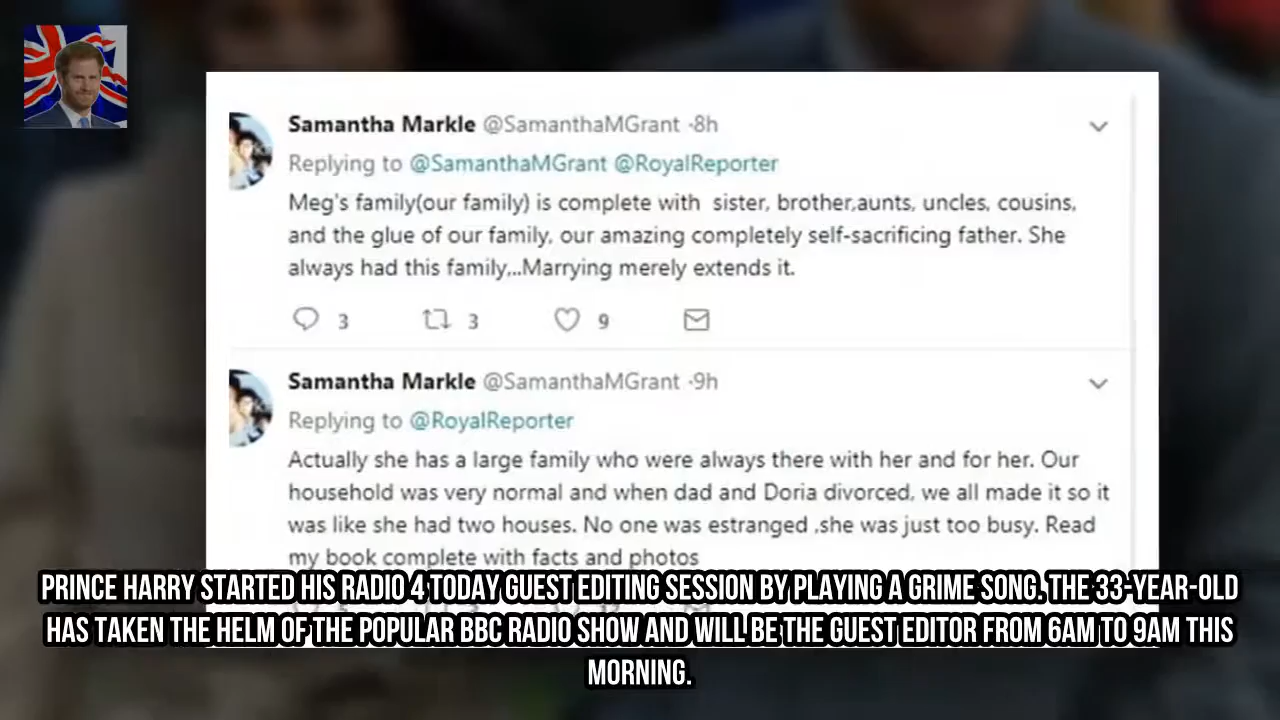 Samantha Markle @SamanthaMGrant ·8h
Replying to @SamanthaMGrant @RoyalReporter
Meg's family(our family) is complete with sister, brother,aunts, uncles, cousins,
and the glue of our family, our amazing completely self-sacrificing father. She
always had this family,..Marrying merely extends it.
3 3 9
Samantha Markle @SamanthaMGrant ·9h
Replying to @RoyalReporter
Actually she has a large family who were always there with her and for her. Our
household was very normal and when dad and Doria divorced, we all made it so it
was like she had two houses. No one was estranged ,she was just too busy. Read
my book complete with facts and photos
PRINCE HARRY STARTED HIS RADIO 4 TODAY GUEST EDITING SESSION BY PLAYING A GRIME SONG. THE 33-YEAR-OLD
HAS TAKEN THE HELM OF THE POPULAR BBC RADIO SHOW AND WILL BE THE GUEST EDITOR FROM 6AM TO 9AM THIS
MORNING.